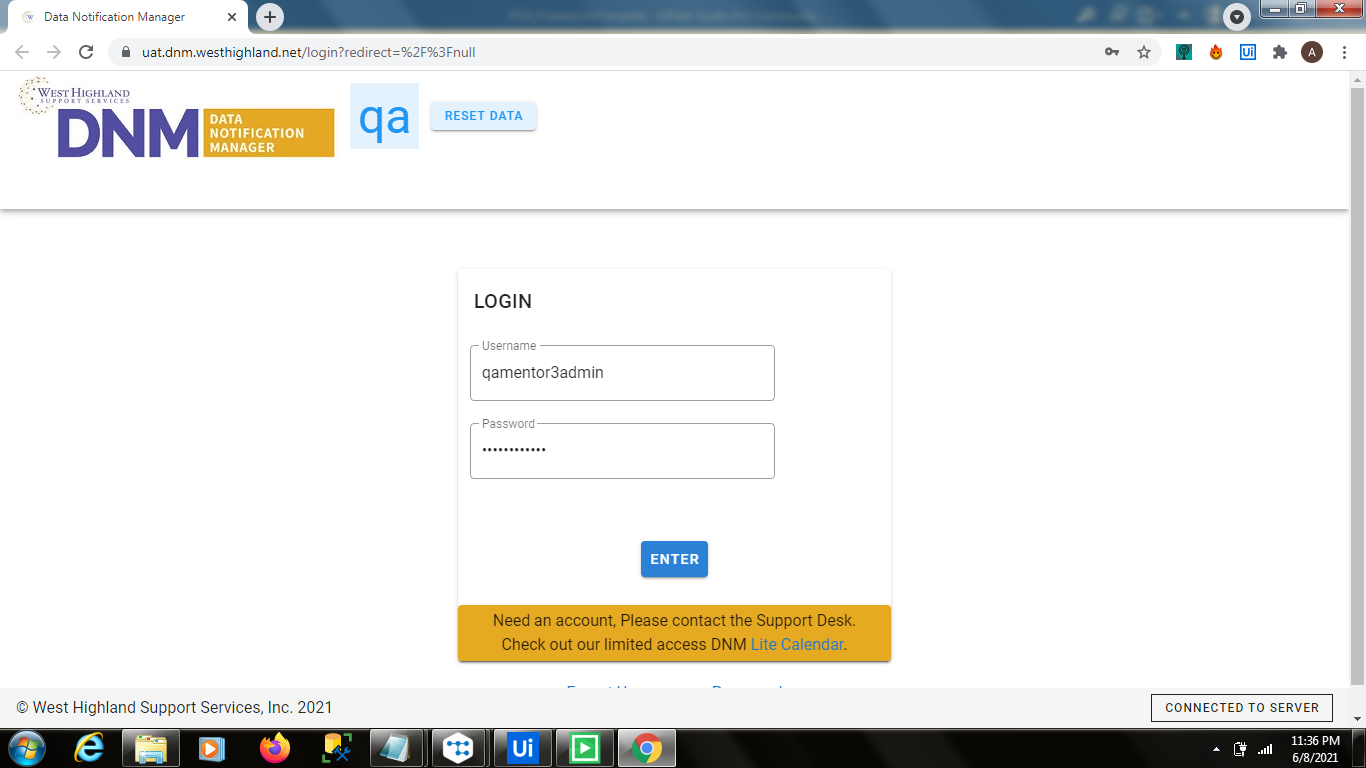 Data Notification Manager
uat.dnm.westhighland.net/login?redirect=%2F%3Fnull
A
WEST HIGHLAND
SUPPORT SERVICES
DNM
DATA
NOTIFICATION
MANAGER
qa
RESET DATA
LOGIN
Username
qamentor3admin
Password
••••••••••••
ENTER
Need an account, Please contact the Support Desk.
Check out our limited access DNM Lite Calendar.
© West Highland Support Services, Inc. 2021
CONNECTED TO SERVER
Ui
11:36 PM
6/8/2021